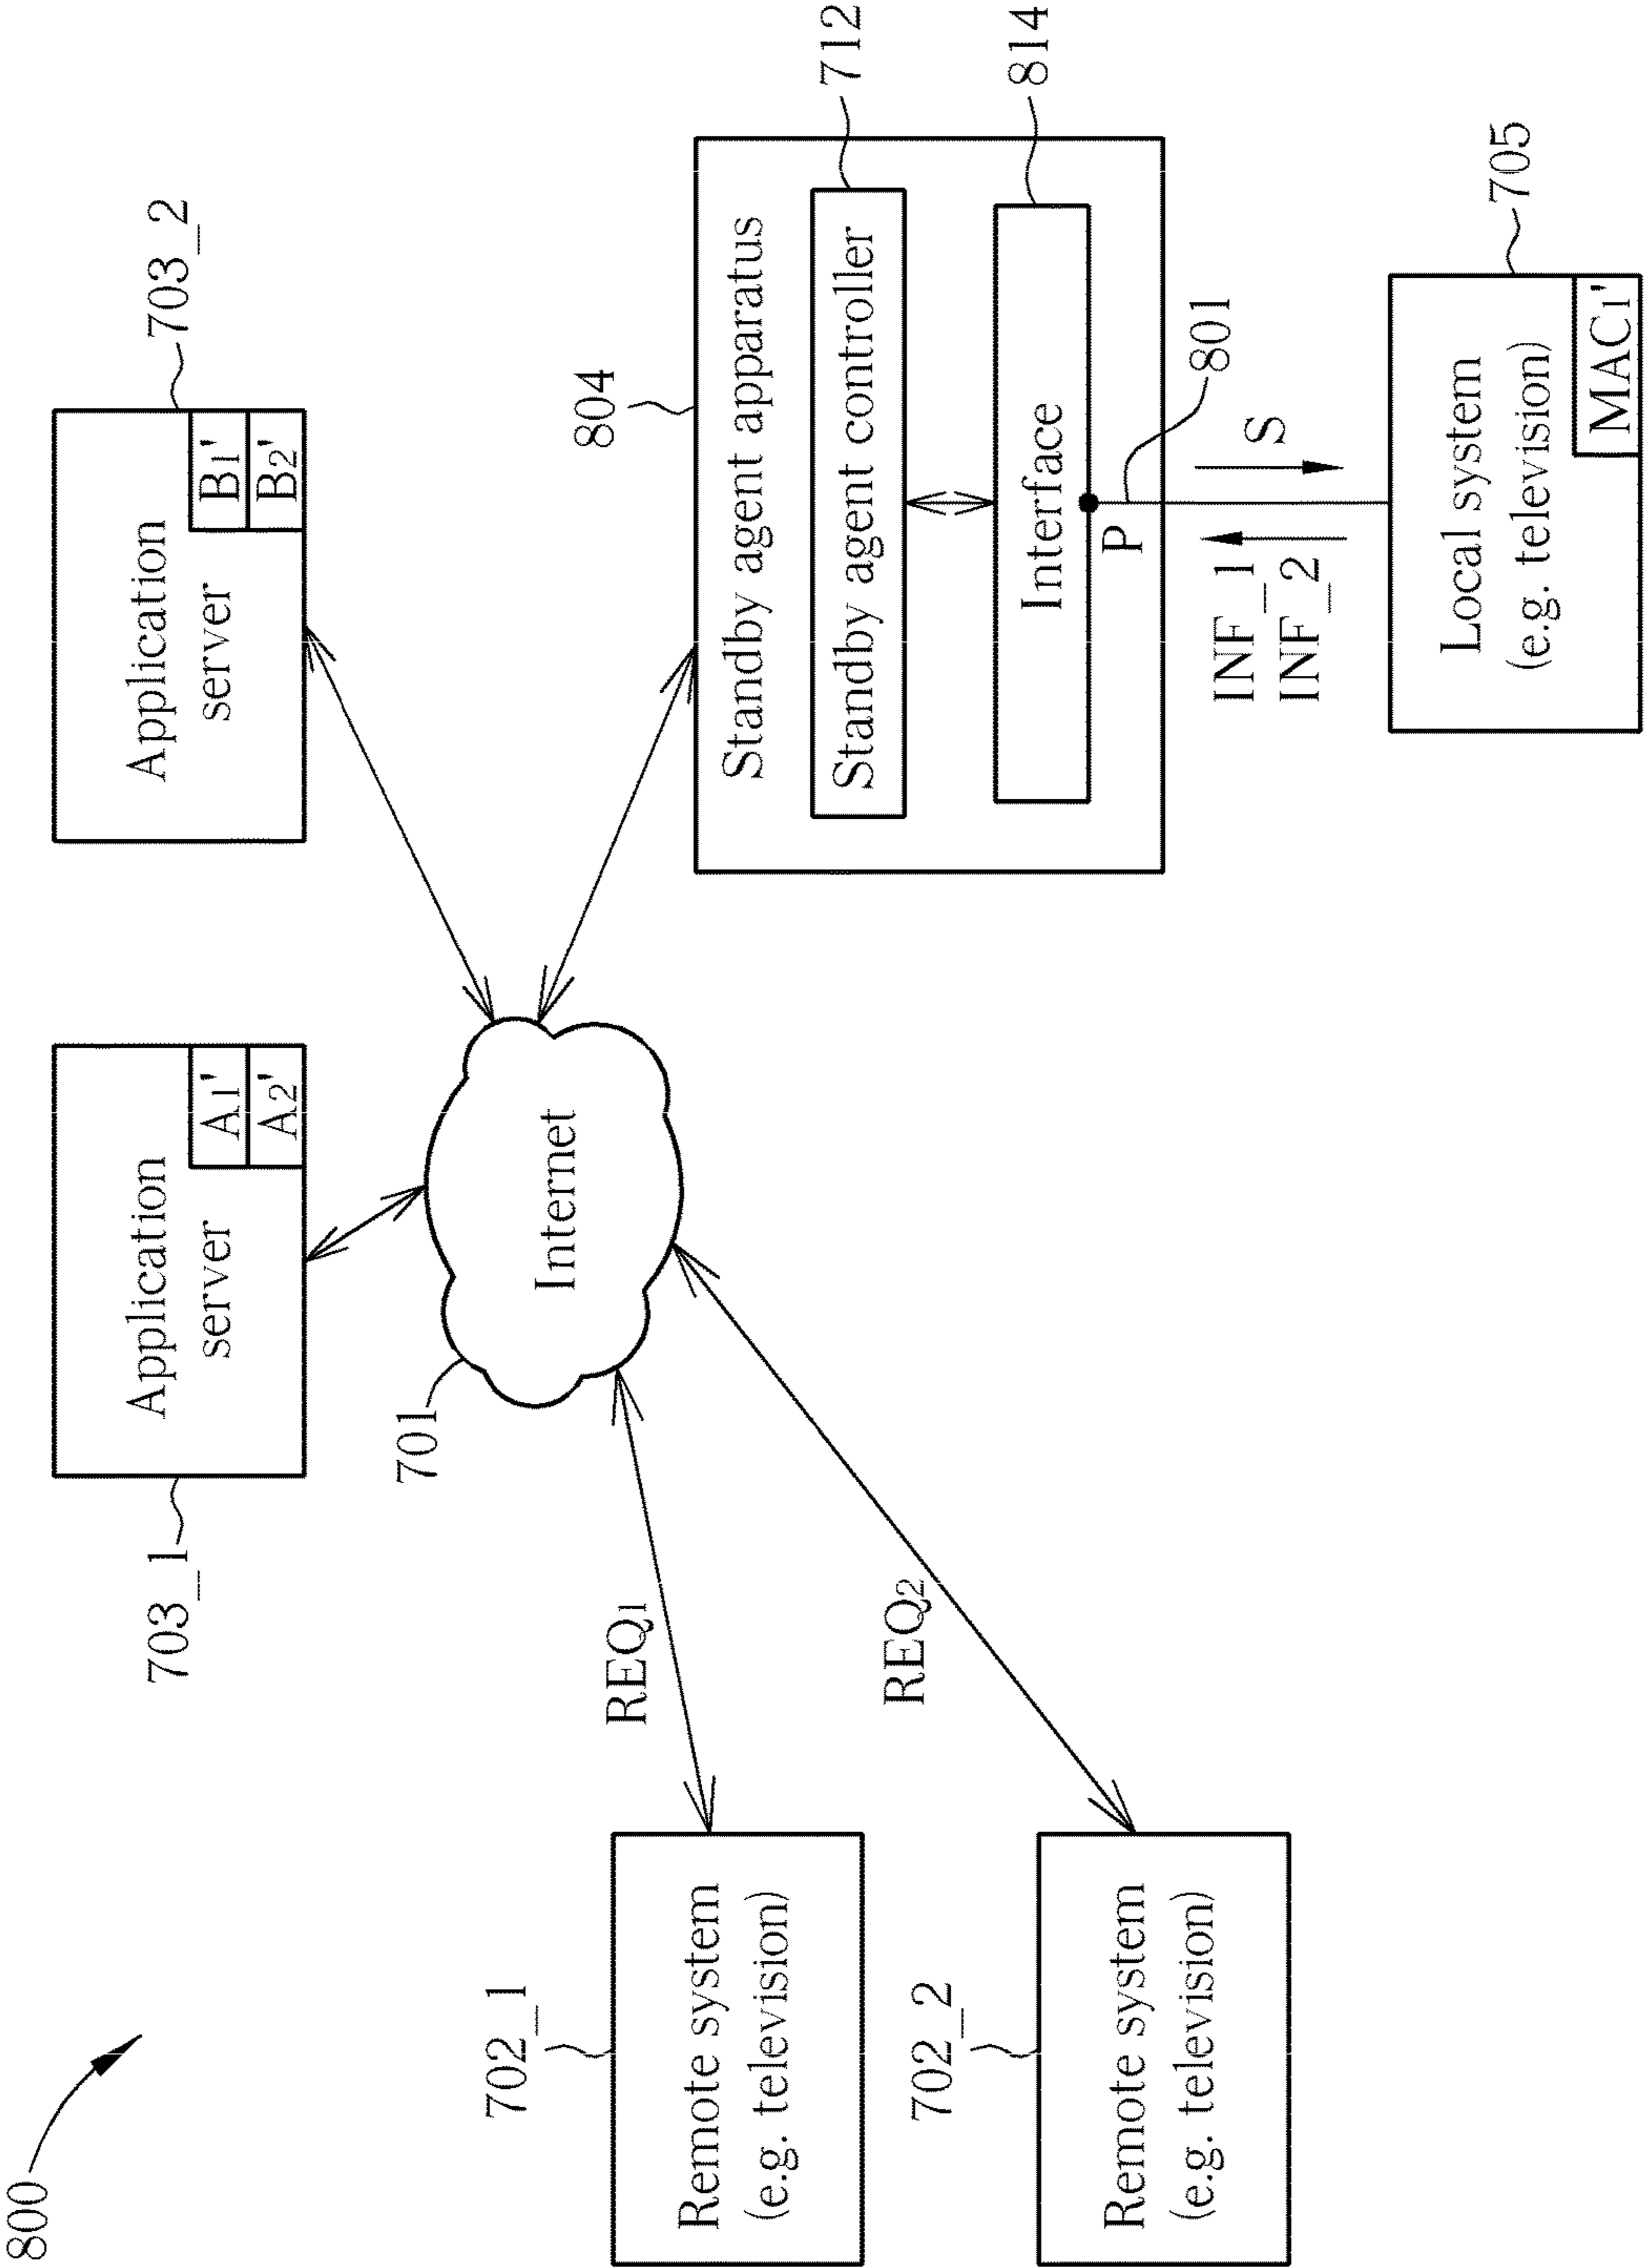 800
703_1
Application
server
A1'
A2'
703_2
Application
server
B1'
B2'
701
Internet
REQ1
REQ2
702_1
Remote system
(e.g. television)
702_2
Remote system
(e.g. television)
804
Standby agent apparatus
Standby agent controller
712
Interface
814
P
801
INF_1
INF_2
S
Local system
(e.g. television)
MAC1'
705